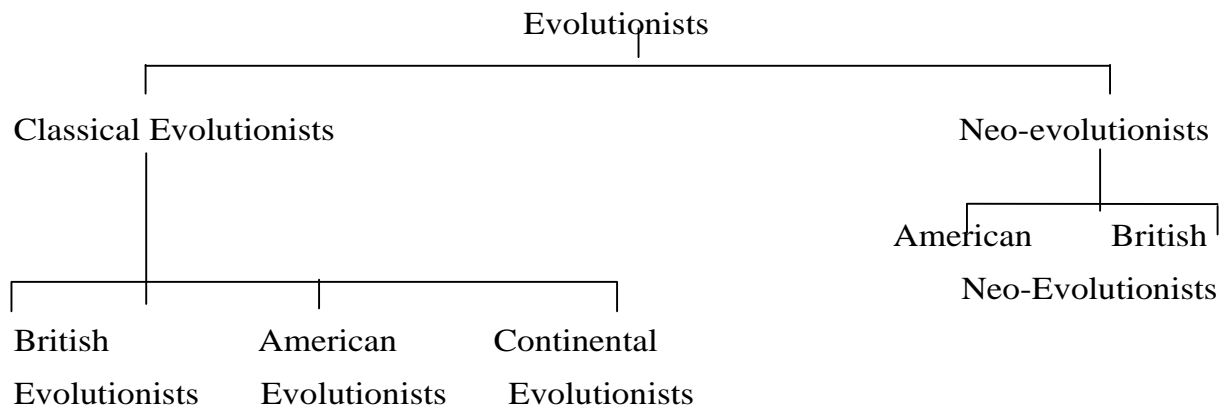 Evolutionists
Classical Evolutionists Neo-evolutionists
American British
Neo-Evolutionists
British American Continental
Evolutionists Evolutionists Evolutionists